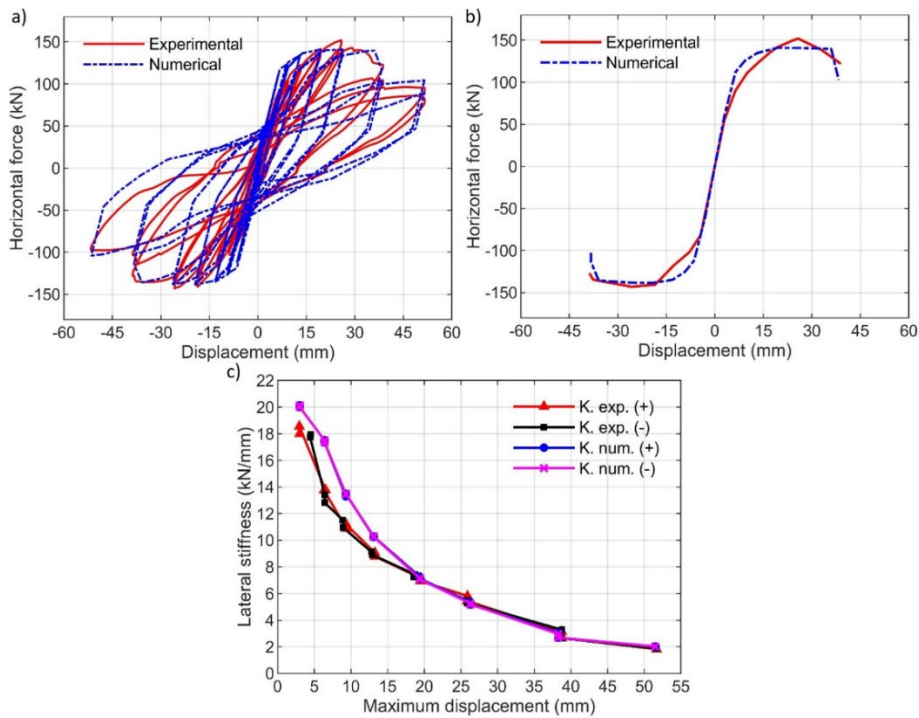 a)
150
100
50
0
-50
-100
-150
Horizontal force (kN)
Experimental
Numerical
-60 -45 -30 -15 0 15 30 45 60
Displacement (mm)
b)
150
100
50
0
-50
-100
-150
Horizontal force (kN)
Experimental
Numerical
-60 -45 -30 -15 0 15 30 45 60
Displacement (mm)
c)
22
20
18
16
14
12
10
8
6
4
2
0
Lateral stiffness (kN/mm)
K. exp. (+)
K. exp. (-)
K. num. (+)
K. num. (-)
0 5 10 15 20 25 30 35 40 45 50 55
Maximum displacement (mm)